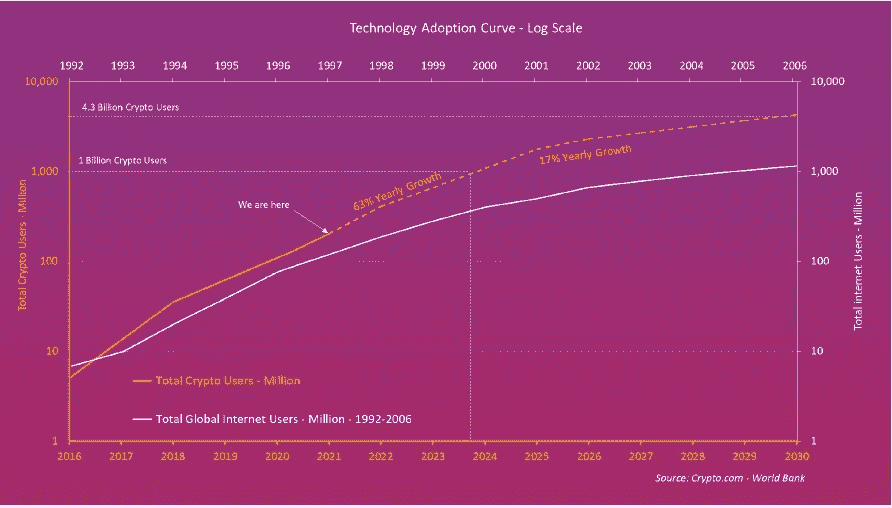 Technology Adoption Curve - Log Scale
1992 1993 1994 1995 1996 1997 1998 1999 2000 2001 2002 2003 2004 2005 2006
10,000 10,000
4.3 Billion Crypto Users
1 Billion Crypto Users
1,000 1,000
17% Yearly Growth
63% Yearly Growth
We are here
Total Crypto Users - Million
Total internet Users - Million
100 100
10 10
Total Crypto Users - Million
Total Global Internet Users - Million - 1992-2006
1 1
2016 2017 2018 2019 2020 2021 2022 2023 2024 2025 2026 2027 2028 2029 2030
Source: Crypto.com - World Bank